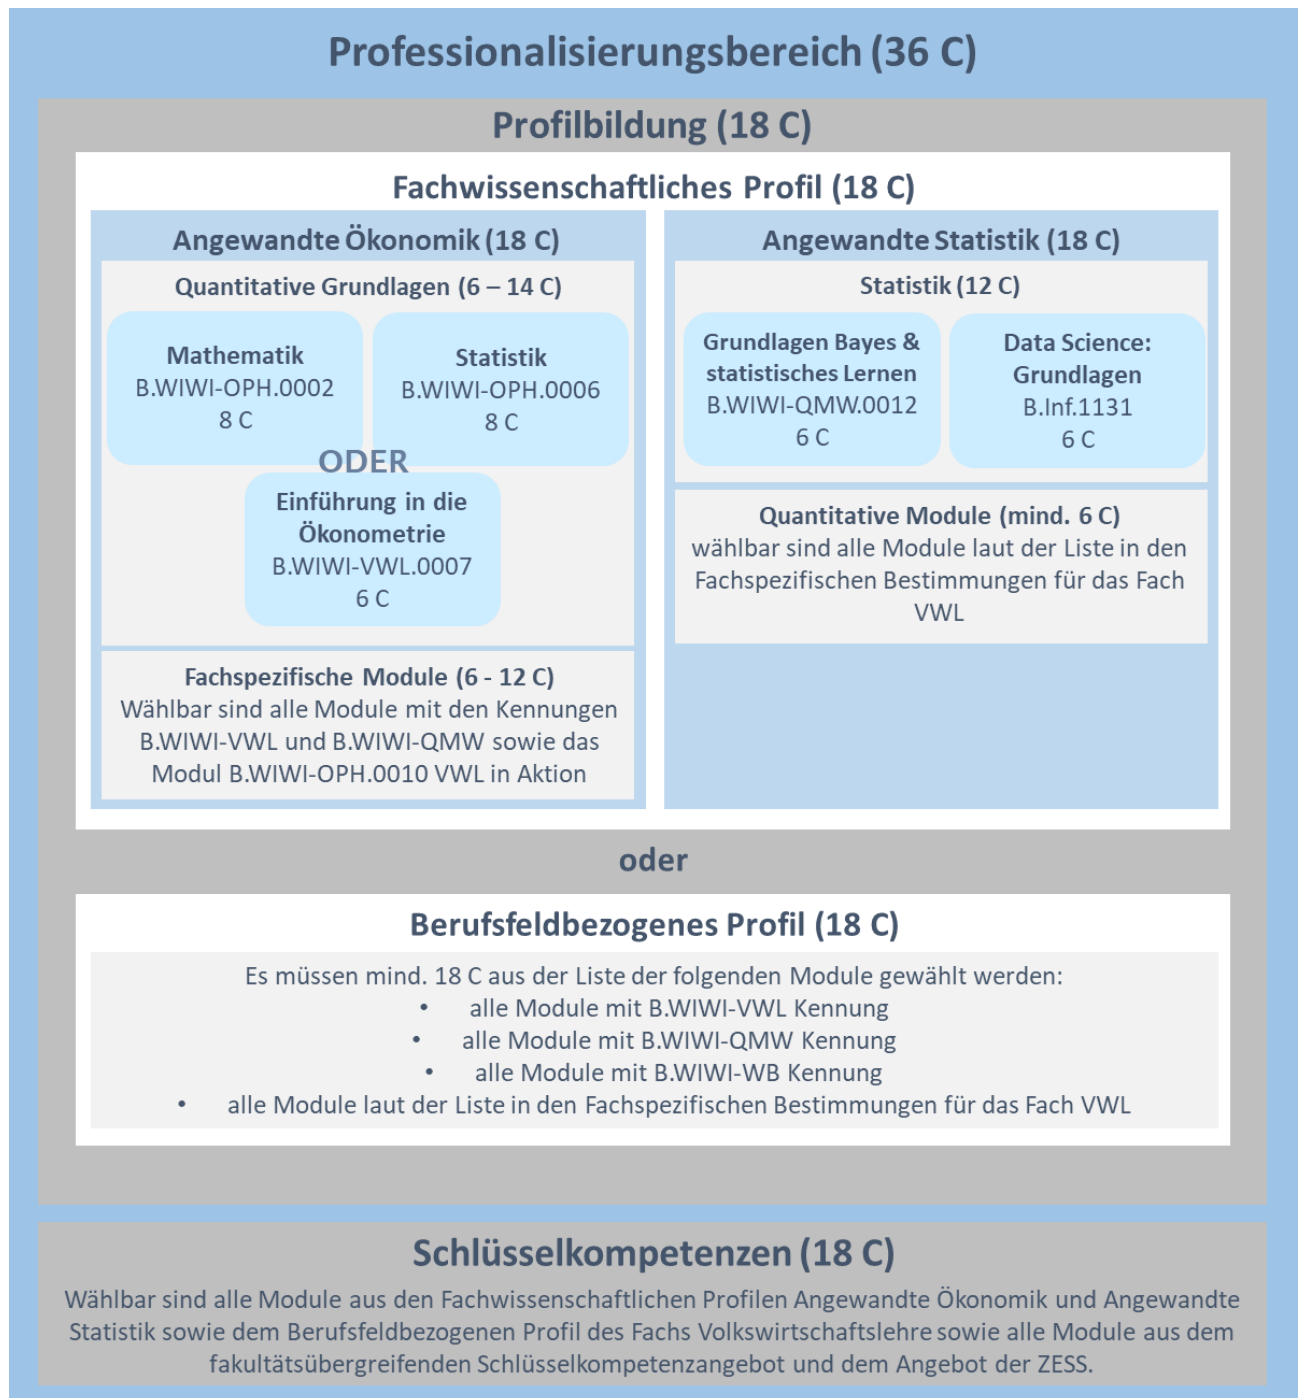 Professionalisierungsbereich (36 C)
Profilbildung (18 C)
Fachwissenschaftliches Profil (18 C)
Angewandte Ökonomik (18 C)
Quantitative Grundlagen (6 – 14 C)
Mathematik
B.WIWI-OPH.0002
8 C
Statistik
B.WIWI-OPH.0006
8 C
ODER
Einführung in die
Ökonometrie
B.WIWI-VWL.0007
6 C
Fachspezifische Module (6 - 12 C)
Wählbar sind alle Module mit den Kennungen
B.WIWI-VWL und B.WIWI-QMW sowie das
Modul B.WIWI-OPH.0010 VWL in Aktion
Angewandte Statistik (18 C)
Statistik (12 C)
Grundlagen Bayes &
statistisches Lernen
B.WIWI-QMW.0012
6 C
Data Science:
Grundlagen
B.Inf.1131
6 C
Quantitative Module (mind. 6 C)
wählbar sind alle Module laut der Liste in den
Fachspezifischen Bestimmungen für das Fach
VWL
oder
Berufsfeldbezogenes Profil (18 C)
Es müssen mind. 18 C aus der Liste der folgenden Module gewählt werden:
• alle Module mit B.WIWI-VWL Kennung
• alle Module mit B.WIWI-QMW Kennung
• alle Module mit B.WIWI-WB Kennung
• alle Module laut der Liste in den Fachspezifischen Bestimmungen für das Fach VWL
Schlüsselkompetenzen (18 C)
Wählbar sind alle Module aus den Fachwissenschaftlichen Profilen Angewandte Ökonomik und Angewandte
Statistik sowie dem Berufsfeldbezogenen Profil des Fachs Volkswirtschaftslehre sowie alle Module aus dem
fakultätsübergreifenden Schlüsselkompetenzangebot und dem Angebot der ZESS.